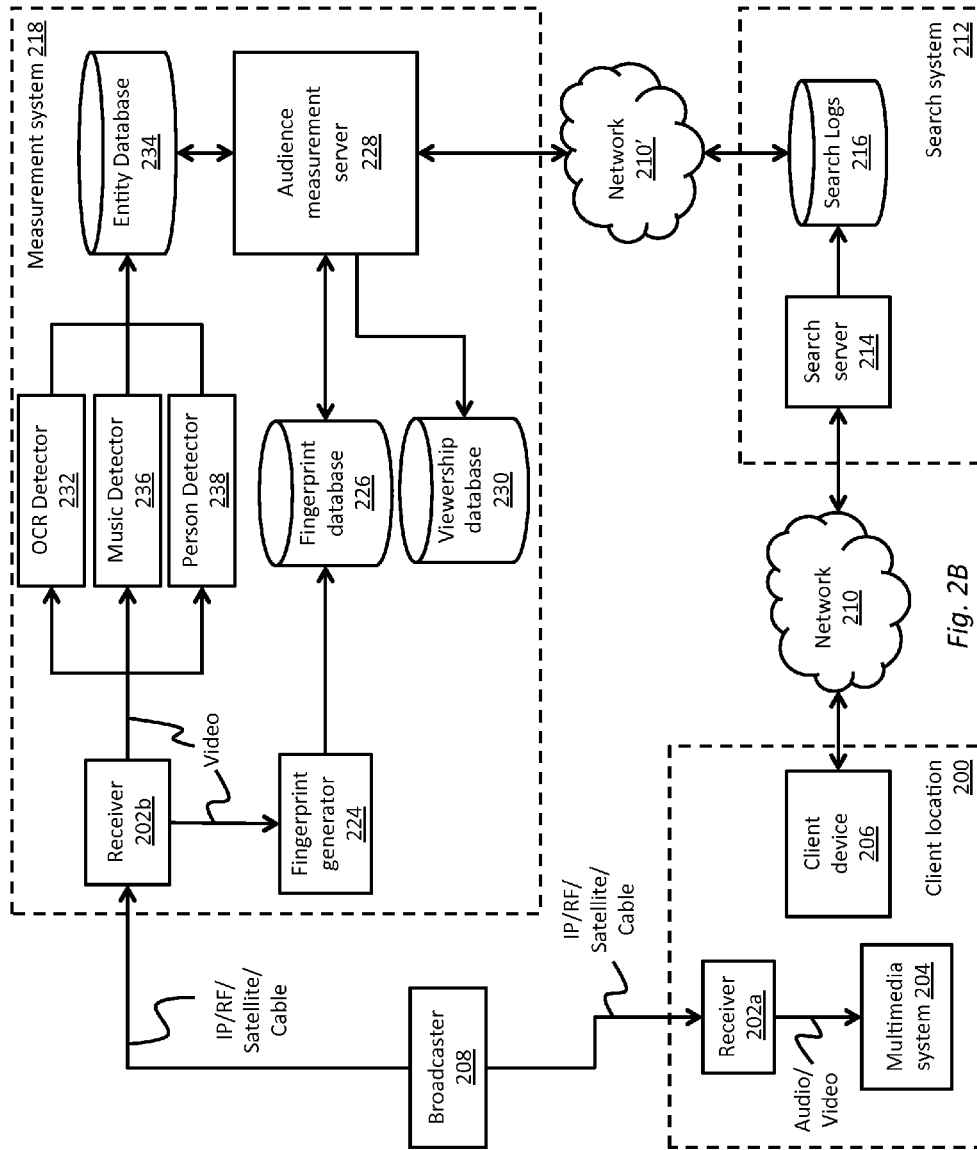 Measurement system 218
OCR Detector
232
Music Detector
236
Person Detector
238
Entity Database
234
Receiver
202b
Video
Fingerprint
generator
224
Fingerprint
database
226
Viewership
database
230
Audience
measurement
server
228
IP/RF/
Satellite/
Cable
Broadcaster
208
IP/RF/
Satellite/
Cable
Network
210'
Receiver
202a
Audio/
Video
Multimedia
system 204
Client
device
206
Client location
200
Network
210
Search
server
214
Search Logs
216
Search system
212
Fig. 2B